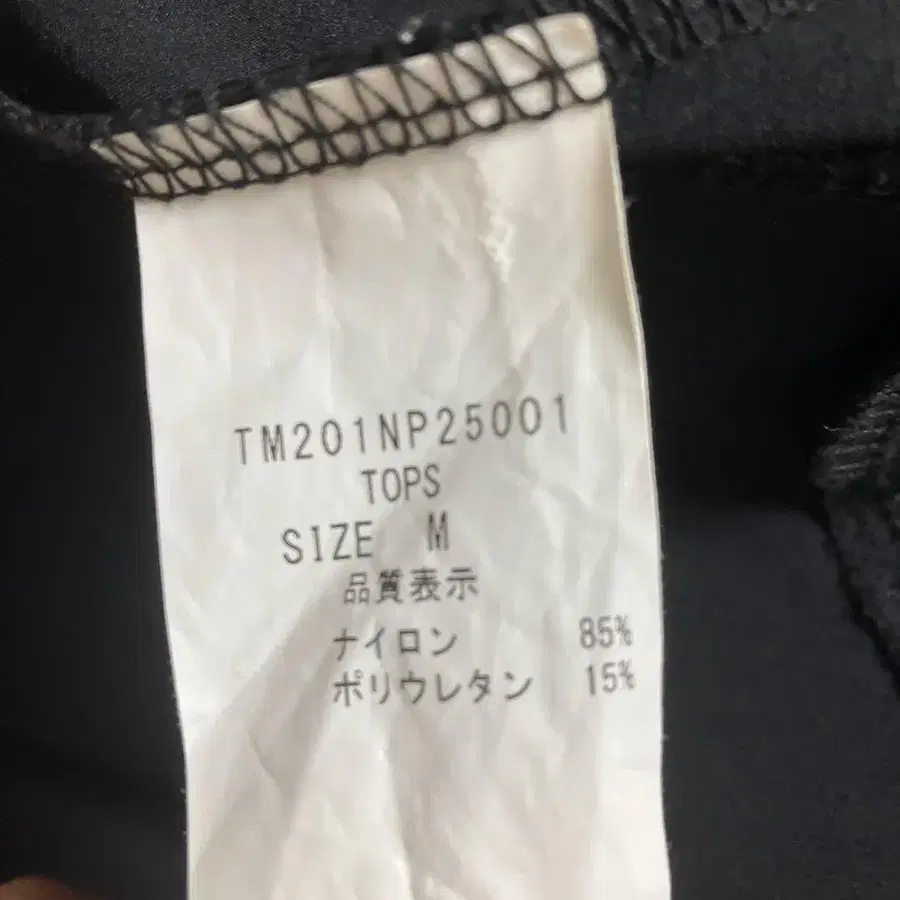 TM201NP25001
TOPS
SIZE M
品質表示
ナイロン 85%
ポリウレタン 15%